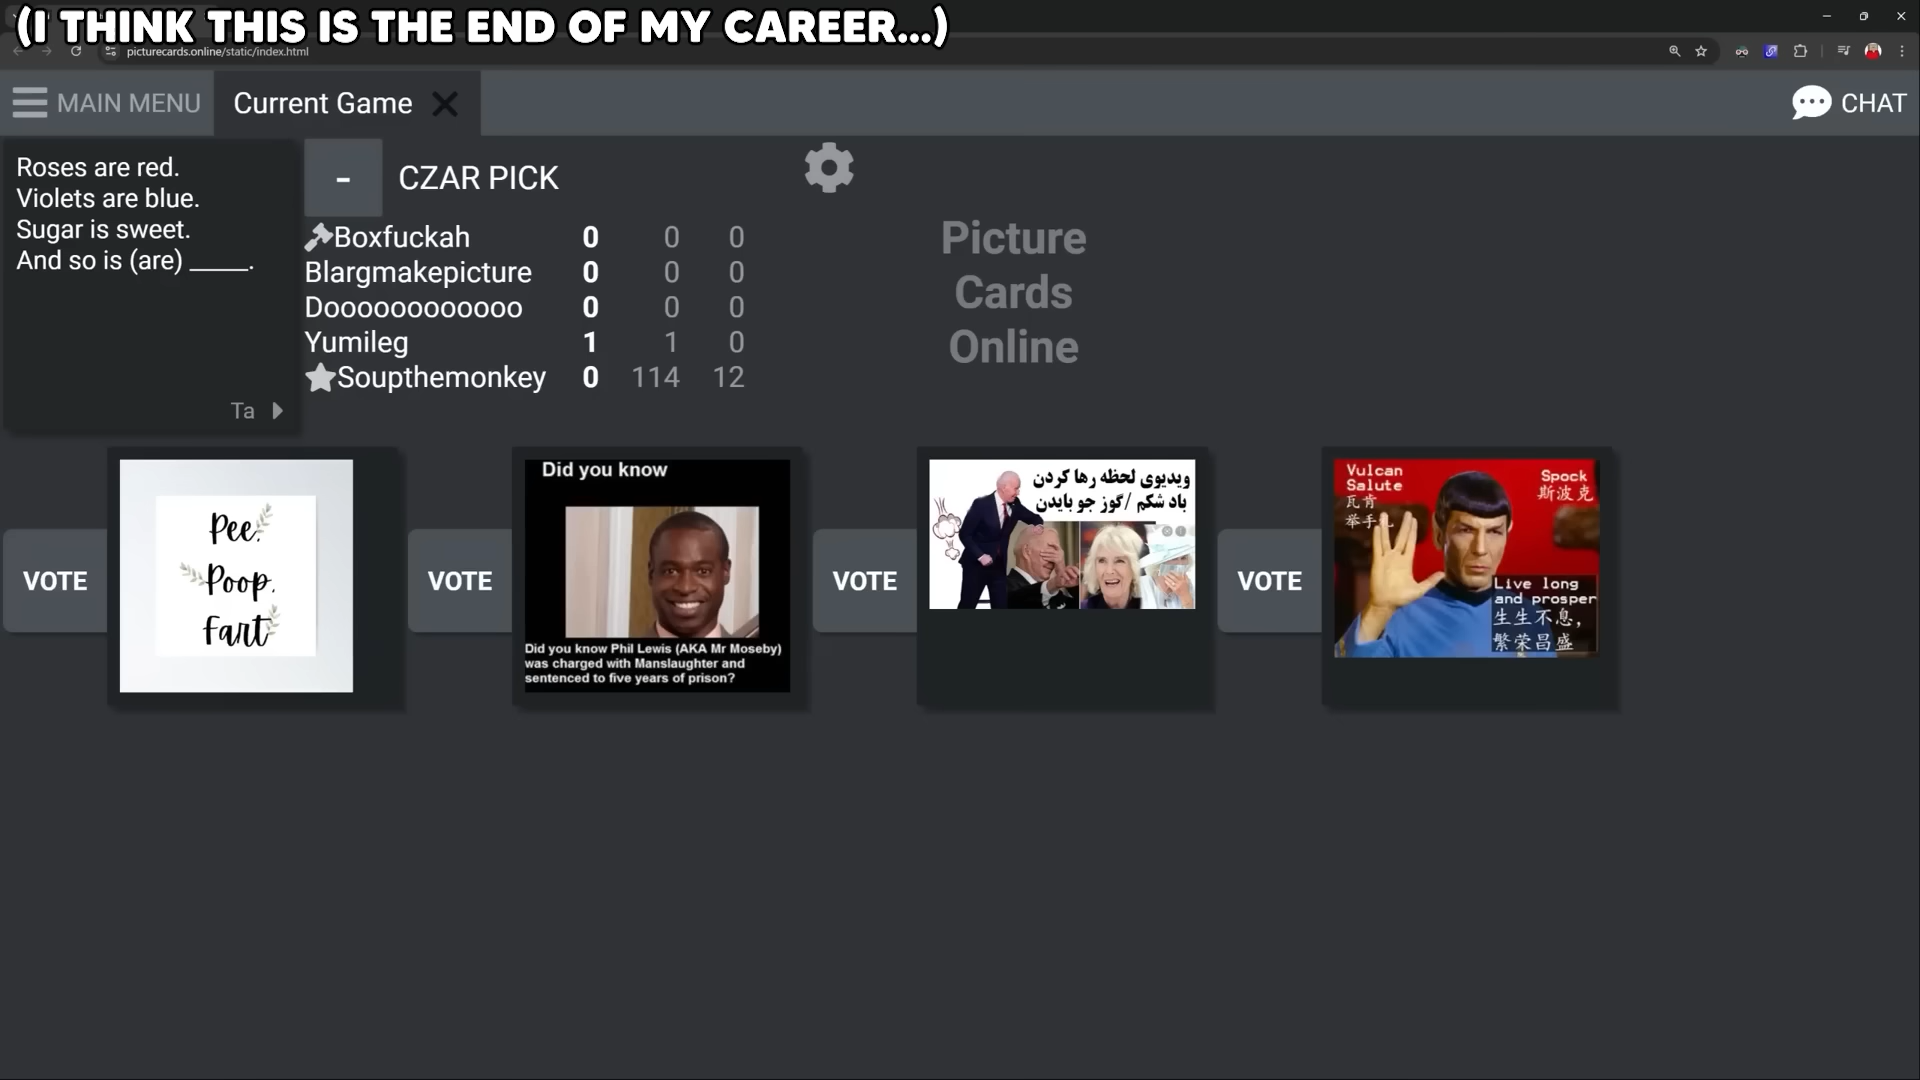 (I THINK THIS IS THE END OF MY CAREER...)
picturecards.online/static/index.html
MAIN MENU
Current Game
CHAT
Roses are red.
Violets are blue.
Sugar is sweet.
And so is (are) _____.
Ta
-
CZAR PICK
Boxfuckah 0 0 0
Blargmakepicture 0 0 0
Doooooooooooo 0 0 0
Yumileg 1 1 0
Soupthemonkey 0 114 12
Picture
Cards
Online
VOTE
Pee.
Poop.
Fart
VOTE
Did you know
Did you know Phil Lewis (AKA Mr Moseby)
was charged with Manslaughter and
sentenced to five years of prison?
VOTE
ویدیوی لحظه رها کردن
باد شکم /گوز جو بایدن
VOTE
Vulcan
Salute
瓦肯
举手礼
Spock
斯波克
Live long
and prosper
生生不息，
繁荣昌盛